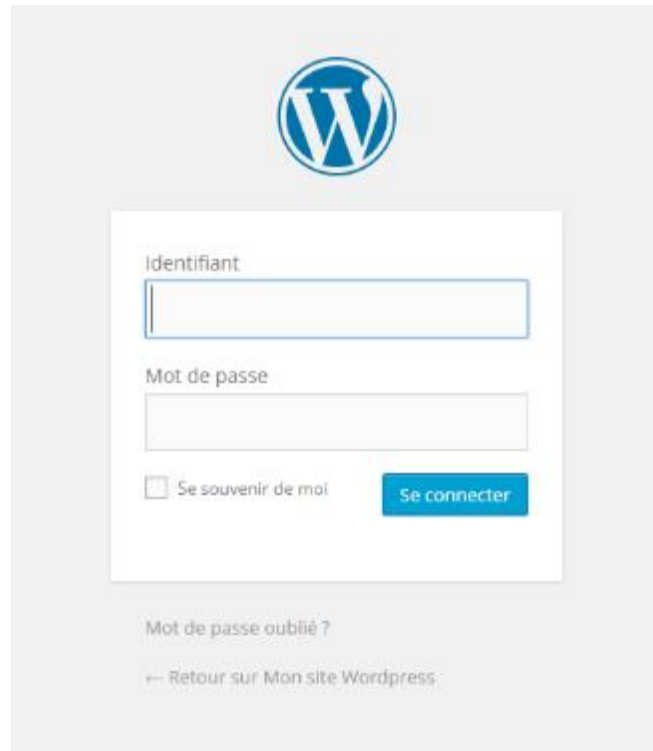 Identifiant
Mot de passe
Se souvenir de moi
Se connecter
Mot de passe oublié ?
← Retour sur Mon site Wordpress